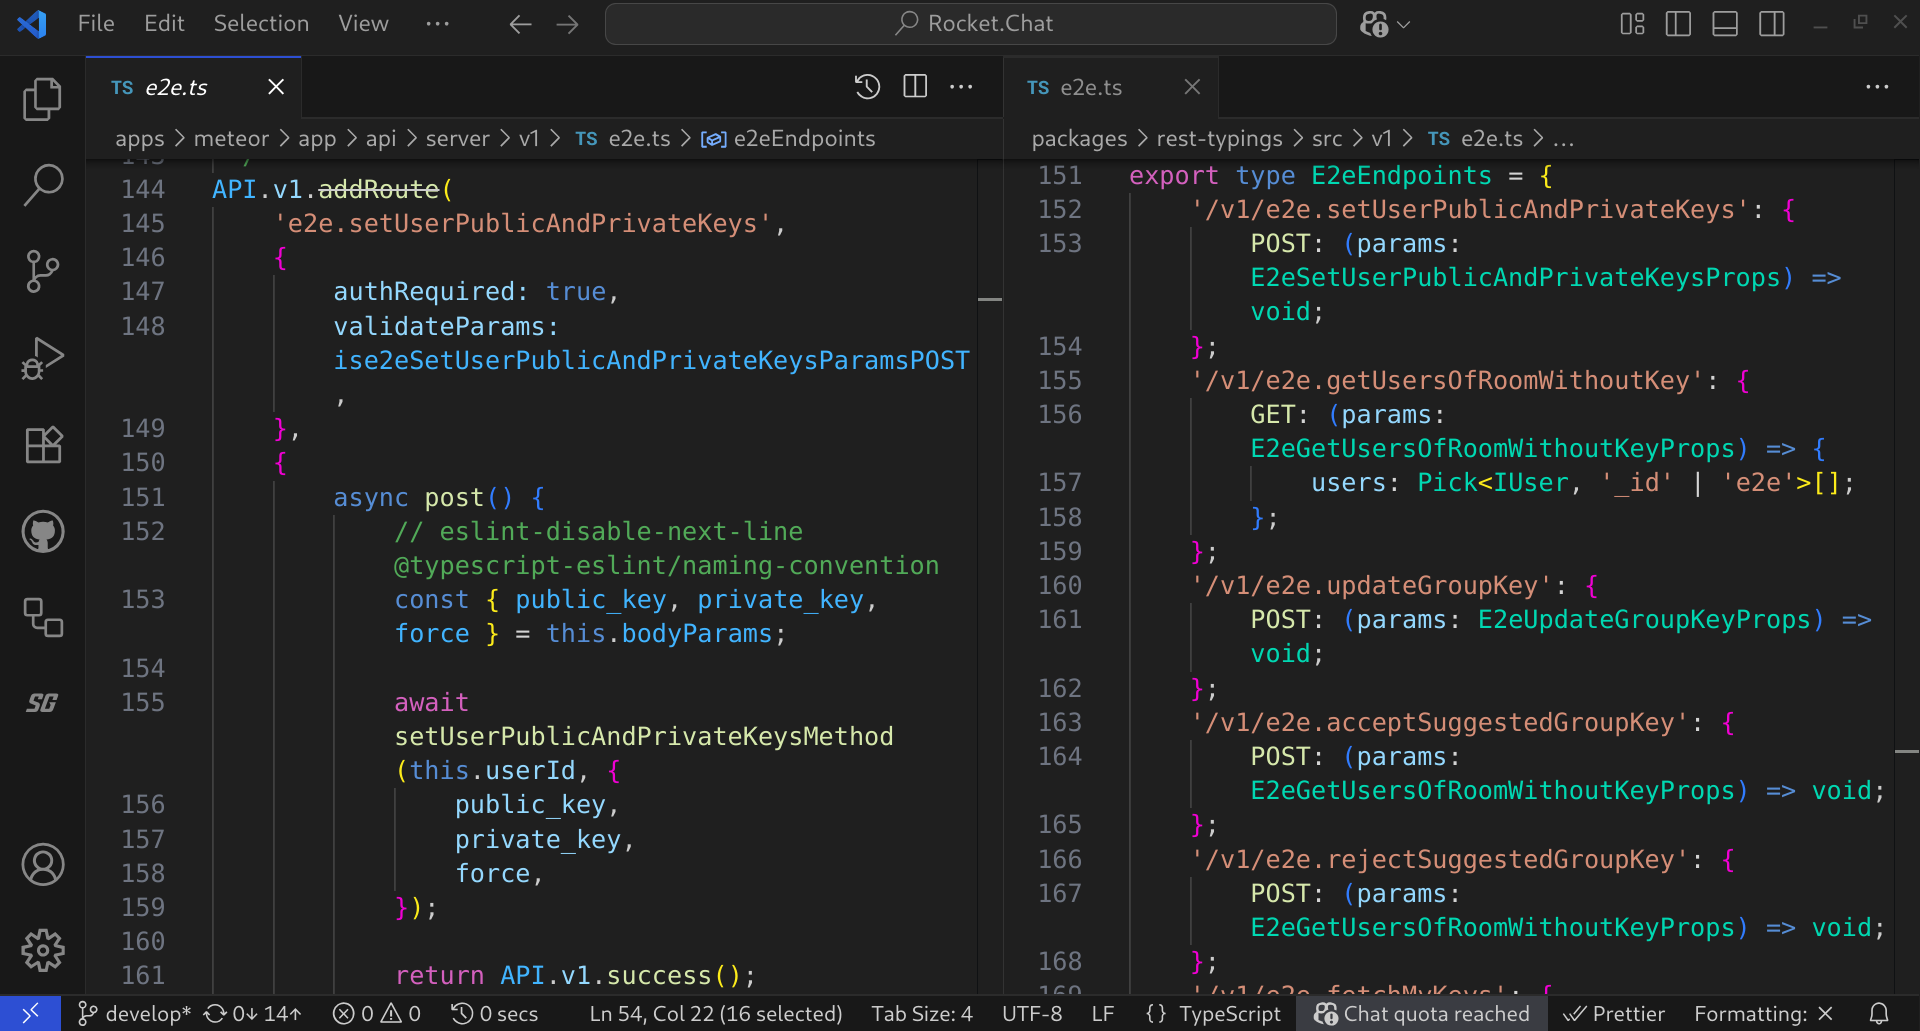 File Edit Selection View ··· Rocket.Chat
TS e2e.ts
apps > meteor > app > api > server > v1 > TS e2e.ts > e2eEndpoints
144 API.v1.addRoute(
145 'e2e.setUserPublicAndPrivateKeys',
146 {
147 authRequired: true,
148 validateParams:
ise2eSetUserPublicAndPrivateKeysParamsPOST
,
149 },
150 {
151 async post() {
152 // eslint-disable-next-line
@typescript-eslint/naming-convention
153 const { public_key, private_key,
force } = this.bodyParams;
154
155 await
setUserPublicAndPrivateKeysMethod
(this.userId, {
156 public_key,
157 private_key,
158 force,
159 });
160
161 return API.v1.success();
TS e2e.ts
packages > rest-typings > src > v1 > TS e2e.ts > ...
151 export type E2eEndpoints = {
152 '/v1/e2e.setUserPublicAndPrivateKeys': {
153 POST: (params:
E2eSetUserPublicAndPrivateKeysProps) =>
void;
154 };
155 '/v1/e2e.getUsersOfRoomWithoutKey': {
156 GET: (params:
E2eGetUsersOfRoomWithoutKeyProps) => {
157 users: Pick<IUser, '_id' | 'e2e'>[];
158 };
159 };
160 '/v1/e2e.updateGroupKey': {
161 POST: (params: E2eUpdateGroupKeyProps) =>
void;
162 };
163 '/v1/e2e.acceptSuggestedGroupKey': {
164 POST: (params:
E2eGetUsersOfRoomWithoutKeyProps) => void;
165 };
166 '/v1/e2e.rejectSuggestedGroupKey': {
167 POST: (params:
E2eGetUsersOfRoomWithoutKeyProps) => void;
168 };
169 '/v1/e2e.fetchMyKeys': {
SG
develop* 0↓ 14↑ 0 0 0 secs Ln 54, Col 22 (16 selected) Tab Size: 4 UTF-8 LF {} TypeScript Chat quota reached Prettier Formatting: ×